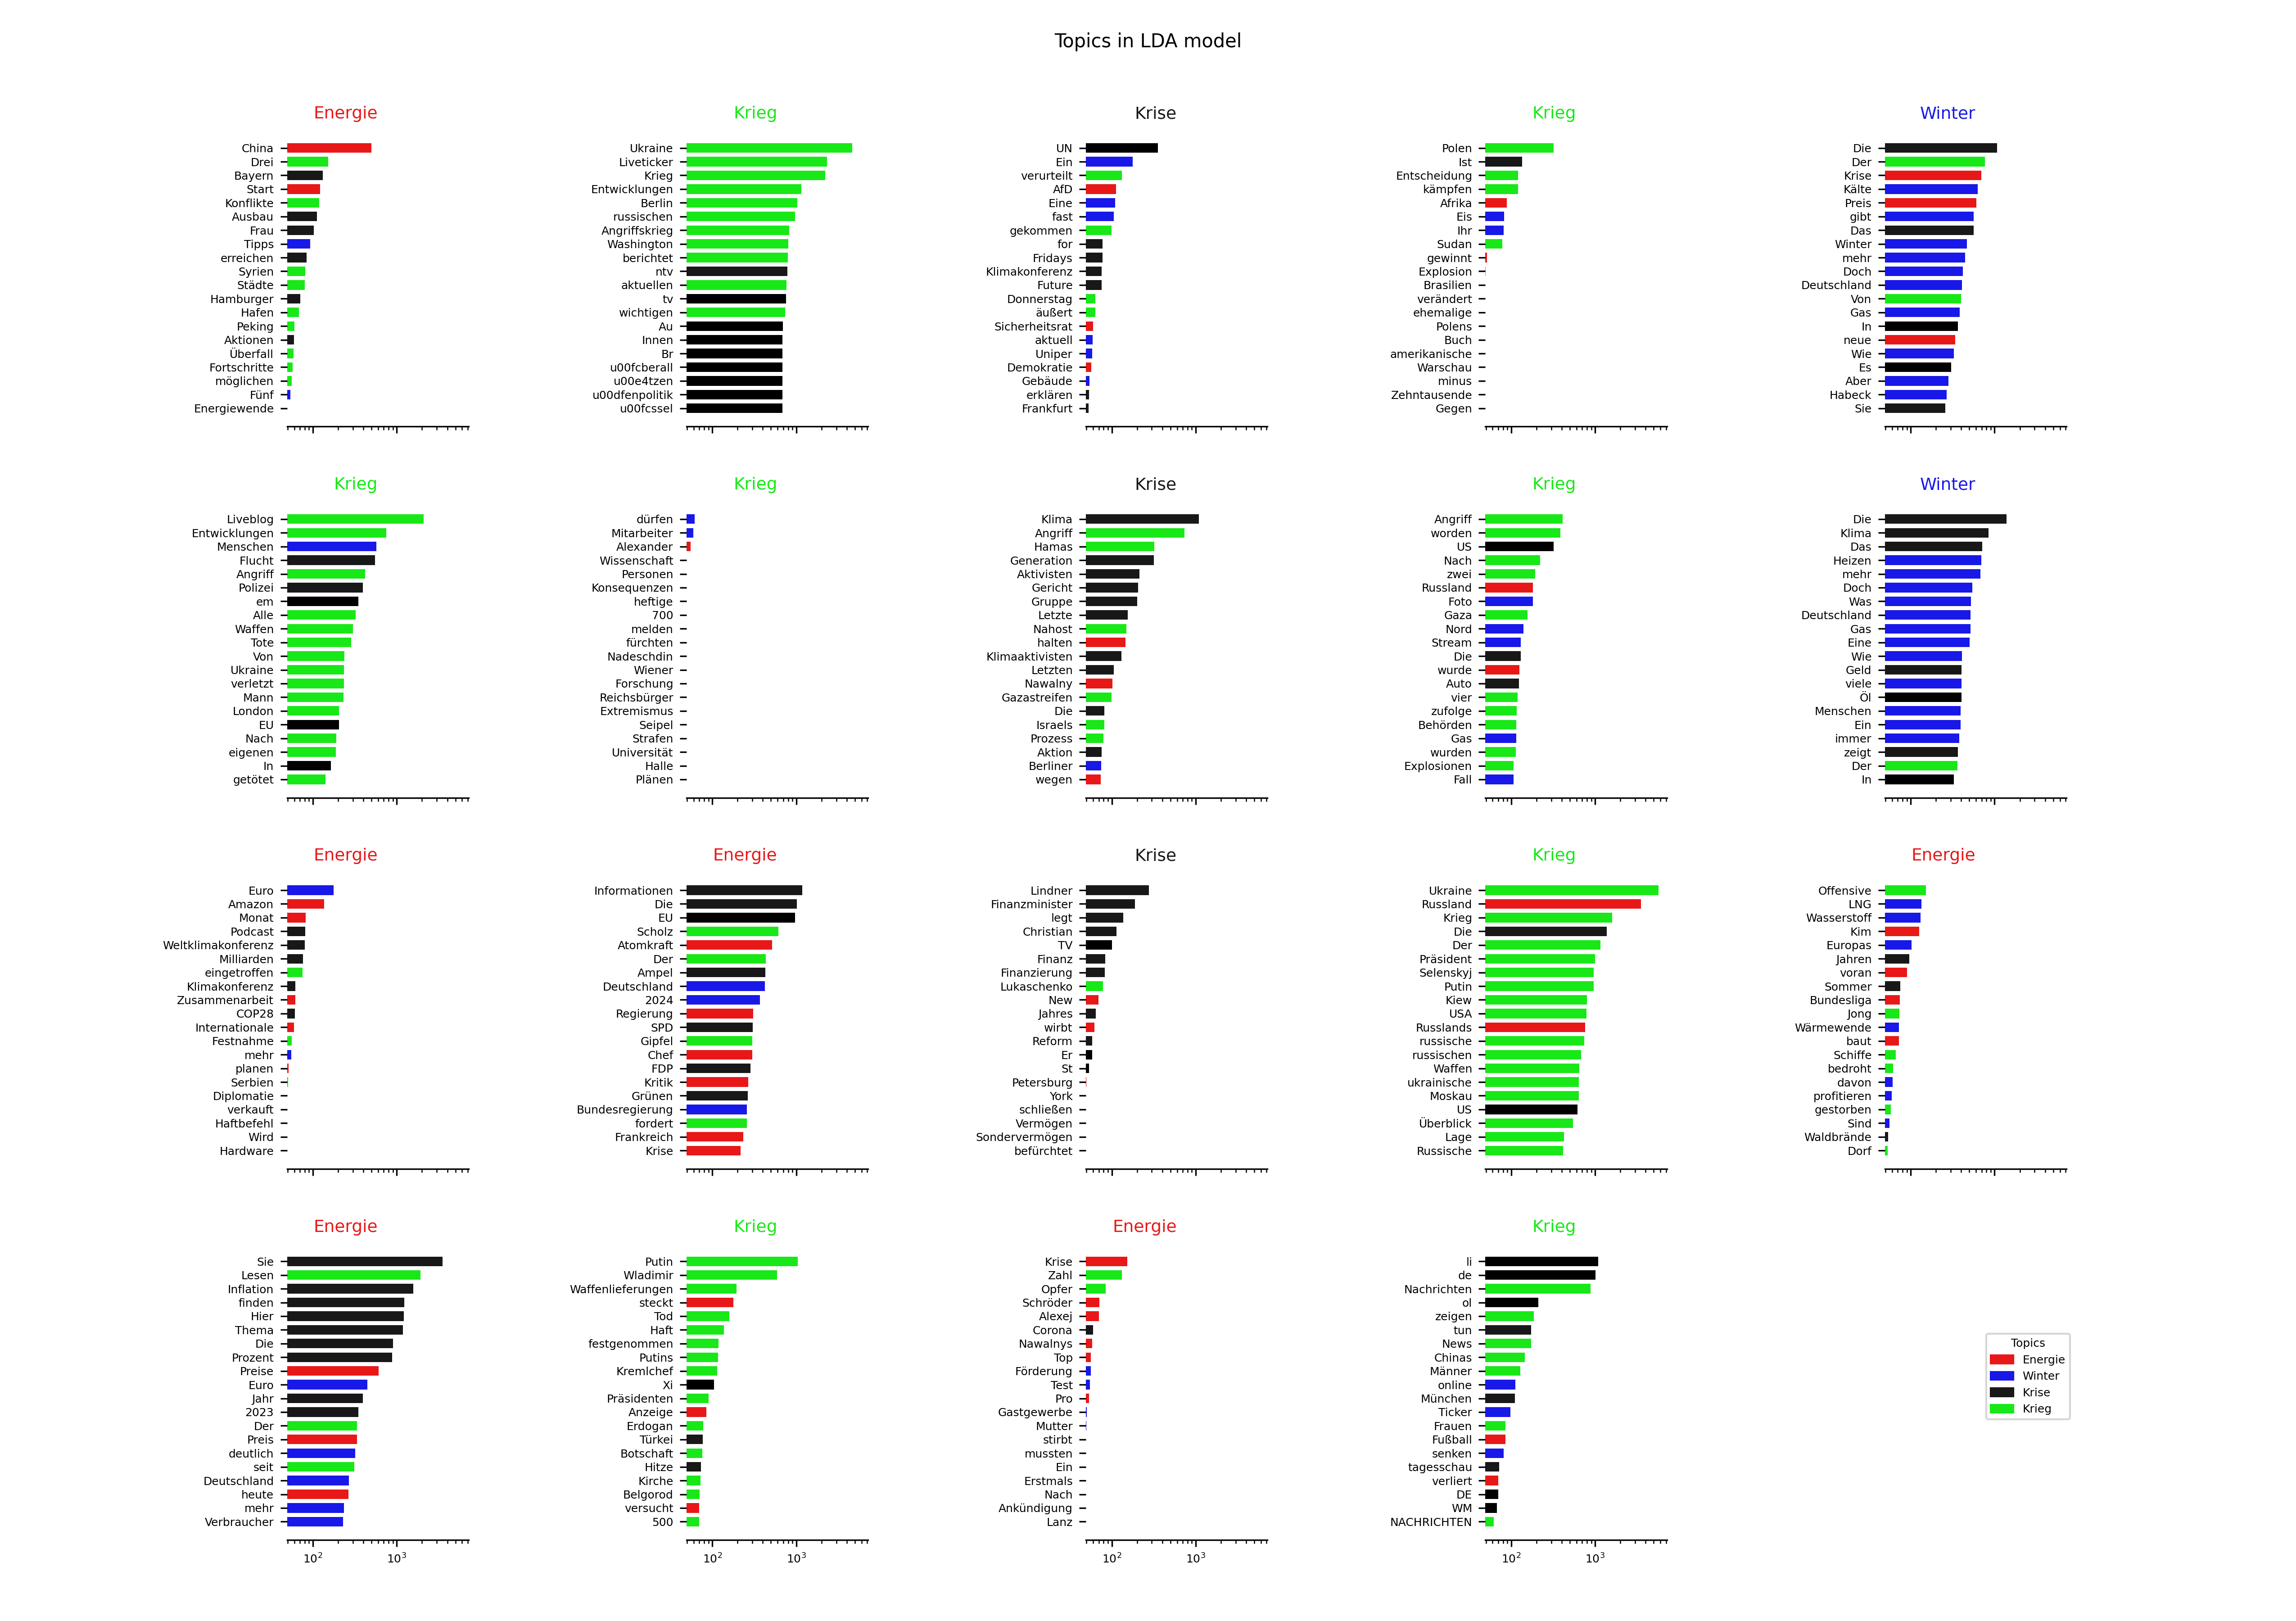 Topics in LDA model
Energie
China
Drei
Bayern
Start
Konflikte
Ausbau
Frau
Tipps
erreichen
Syrien
Städte
Hamburger
Hafen
Peking
Aktionen
Überfall
Fortschritte
möglichen
Fünf
Energiewende
Krieg
Ukraine
Liveticker
Krieg
Entwicklungen
Berlin
russischen
Angriffskrieg
Washington
berichtet
ntv
aktuellen
tv
wichtigen
Au
Innen
Br
u00fcberall
u00e4tzen
u00dfenpolitik
u00fcssel
Krise
UN
Ein
verurteilt
AfD
Eine
fast
gekommen
for
Fridays
Klimakonferenz
Future
Donnerstag
äußert
Sicherheitsrat
aktuell
Uniper
Demokratie
Gebäude
erklären
Frankfurt
Krieg
Polen
Ist
Entscheidung
kämpfen
Afrika
Eis
Ihr
Sudan
gewinnt
Explosion
Brasilien
verändert
ehemalige
Polens
Buch
amerikanische
Warschau
minus
Zehntausende
Gegen
Winter
Die
Der
Krise
Kälte
Preis
gibt
Das
Winter
mehr
Doch
Deutschland
Von
Gas
In
neue
Wie
Es
Aber
Habeck
Sie
Krieg
Liveblog
Entwicklungen
Menschen
Flucht
Angriff
Polizei
em
Alle
Waffen
Tote
Von
Ukraine
verletzt
Mann
London
EU
Nach
eigenen
In
getötet
Krieg
dürfen
Mitarbeiter
Alexander
Wissenschaft
Personen
Konsequenzen
heftige
700
melden
fürchten
Nadeschdin
Wiener
Forschung
Reichsbürger
Extremismus
Seipel
Strafen
Universität
Halle
Plänen
Krise
Klima
Angriff
Hamas
Generation
Aktivisten
Gericht
Gruppe
Letzte
Nahost
halten
Klimaaktivisten
Letzten
Nawalny
Gazastreifen
Die
Israels
Prozess
Aktion
Berliner
wegen
Krieg
Angriff
worden
US
Nach
zwei
Russland
Foto
Gaza
Nord
Stream
Die
wurde
Auto
vier
zufolge
Behörden
Gas
wurden
Explosionen
Fall
Winter
Die
Klima
Das
Heizen
mehr
Doch
Was
Deutschland
Gas
Eine
Wie
Geld
viele
Öl
Menschen
Ein
immer
zeigt
Der
In
Energie
Euro
Amazon
Monat
Podcast
Weltklimakonferenz
Milliarden
eingetroffen
Klimakonferenz
Zusammenarbeit
COP28
Internationale
Festnahme
mehr
planen
Serbien
Diplomatie
verkauft
Haftbefehl
Wird
Hardware
Energie
Informationen
Die
EU
Scholz
Atomkraft
Der
Ampel
Deutschland
2024
Regierung
SPD
Gipfel
Chef
FDP
Kritik
Grünen
Bundesregierung
fordert
Frankreich
Krise
Krise
Lindner
Finanzminister
legt
Christian
TV
Finanz
Finanzierung
Lukaschenko
New
Jahres
wirbt
Reform
Er
St
Petersburg
York
schließen
Vermögen
Sondervermögen
befürchtet
Krieg
Ukraine
Russland
Krieg
Die
Der
Präsident
Selenskyj
Putin
Kiew
USA
Russlands
russische
russischen
Waffen
ukrainische
Moskau
US
Überblick
Lage
Russische
Energie
Offensive
LNG
Wasserstoff
Kim
Europas
Jahren
voran
Sommer
Bundesliga
Jong
Wärmewende
baut
Schiffe
bedroht
davon
profitieren
gestorben
Sind
Waldbrände
Dorf
Energie
Sie
Lesen
Inflation
finden
Hier
Thema
Die
Prozent
Preise
Euro
Jahr
2023
Der
Preis
deutlich
seit
Deutschland
heute
mehr
Verbraucher
10² 10³
Krieg
Putin
Wladimir
Waffenlieferungen
steckt
Tod
Haft
festgenommen
Putins
Kremlchef
Xi
Präsidenten
Anzeige
Erdogan
Türkei
Botschaft
Hitze
Kirche
Belgorod
versucht
500
10² 10³
Energie
Krise
Zahl
Opfer
Schröder
Alexej
Corona
Nawalnys
Top
Förderung
Test
Pro
Gastgewerbe
Mutter
stirbt
mussten
Ein
Erstmals
Nach
Ankündigung
Lanz
10² 10³
Krieg
li
de
Nachrichten
ol
zeigen
tun
News
Chinas
Männer
online
München
Ticker
Frauen
Fußball
senken
tagesschau
verliert
DE
WM
NACHRICHTEN
10² 10³
Topics
Energie
Winter
Krise
Krieg